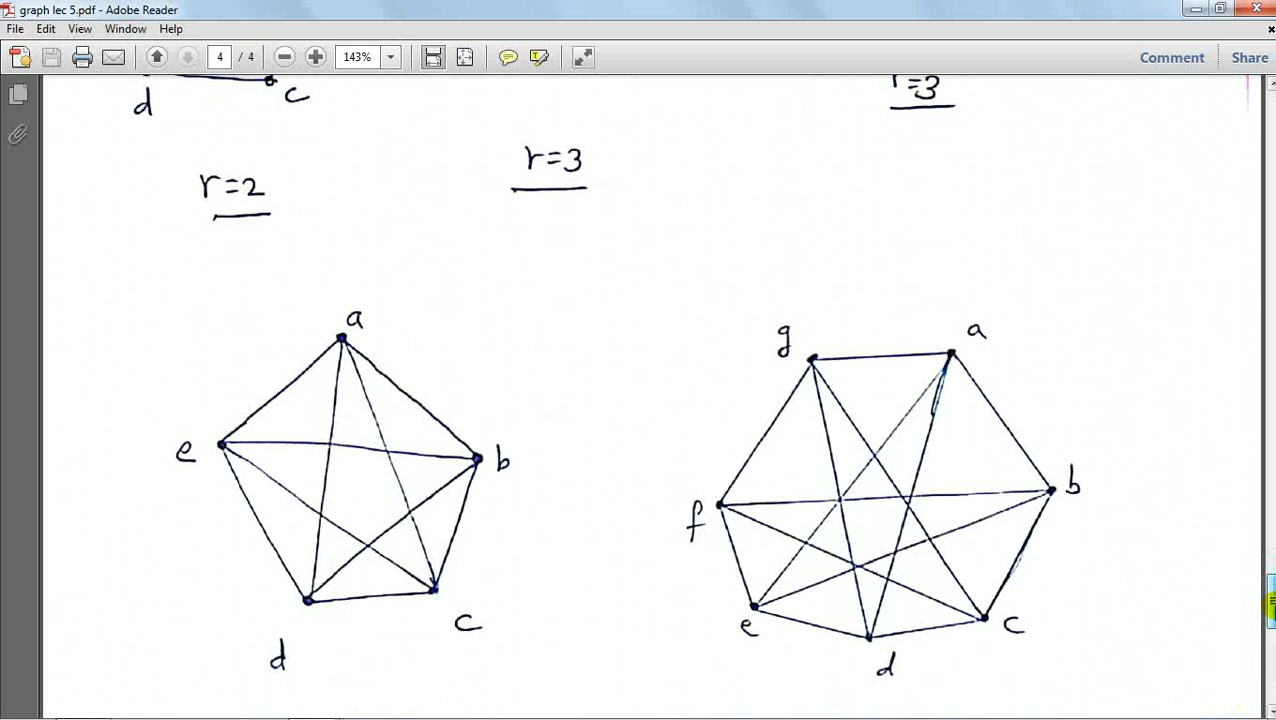 graph lec 5.pdf - Adobe Reader
File Edit View Window Help
4 / 4 143% Comment Share
d c
r=3
r=3
r=2
a
e b
d c
g a
f b
e c
d